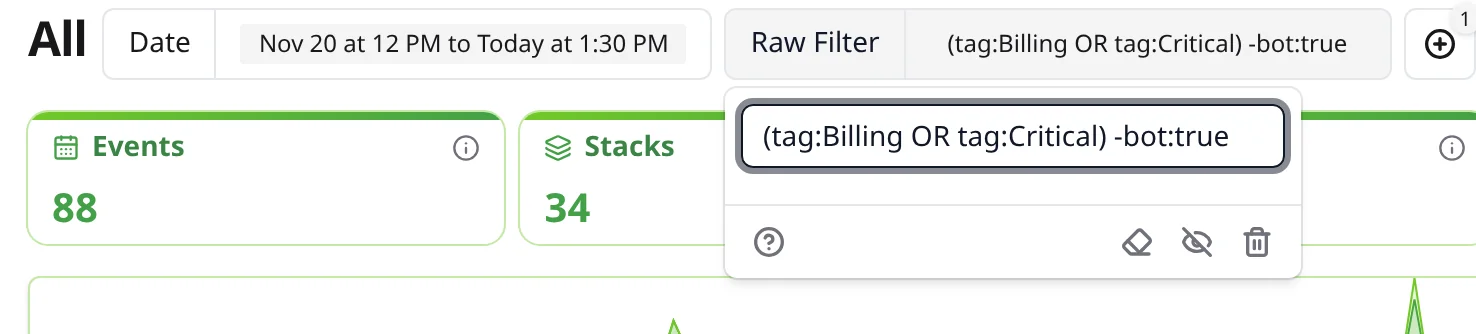 All
Date
Nov 20 at 12 PM to Today at 1:30 PM
Raw Filter
(tag:Billing OR tag:Critical) -bot:true
1
(tag:Billing OR tag:Critical) -bot:true
Events
88
Stacks
34